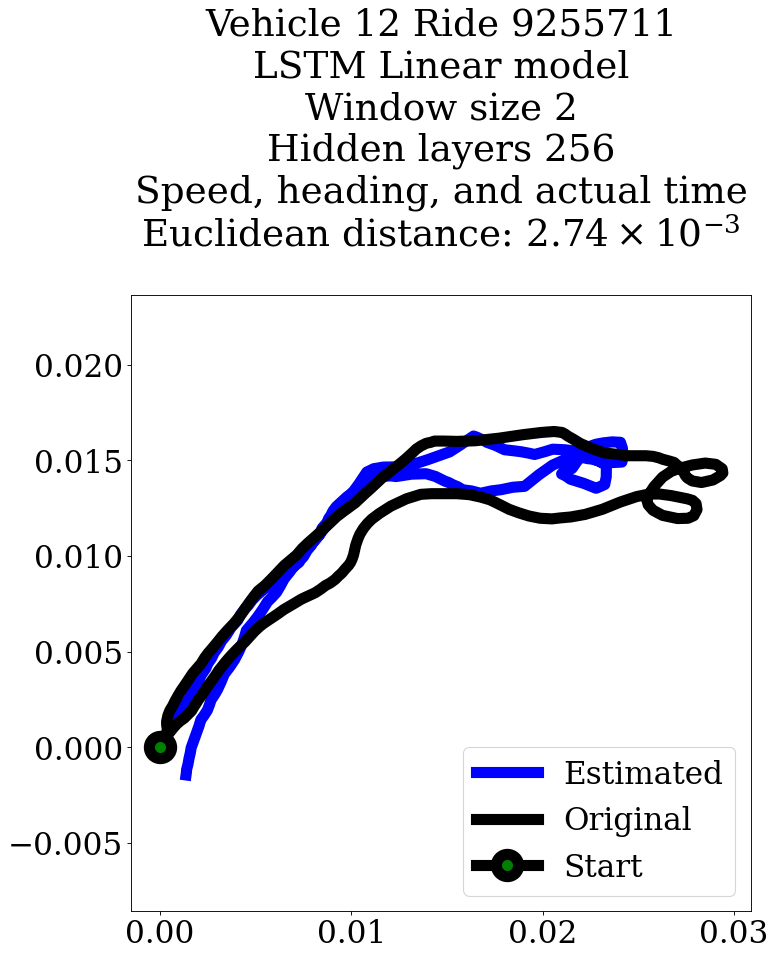 Vehicle 12 Ride 9255711
LSTM Linear model
Window size 2
Hidden layers 256
Speed, heading, and actual time
Euclidean distance: 2.74 × 10⁻³
0.020
0.015
0.010
0.005
0.000
−0.005
Estimated
Original
Start
0.00 0.01 0.02 0.03